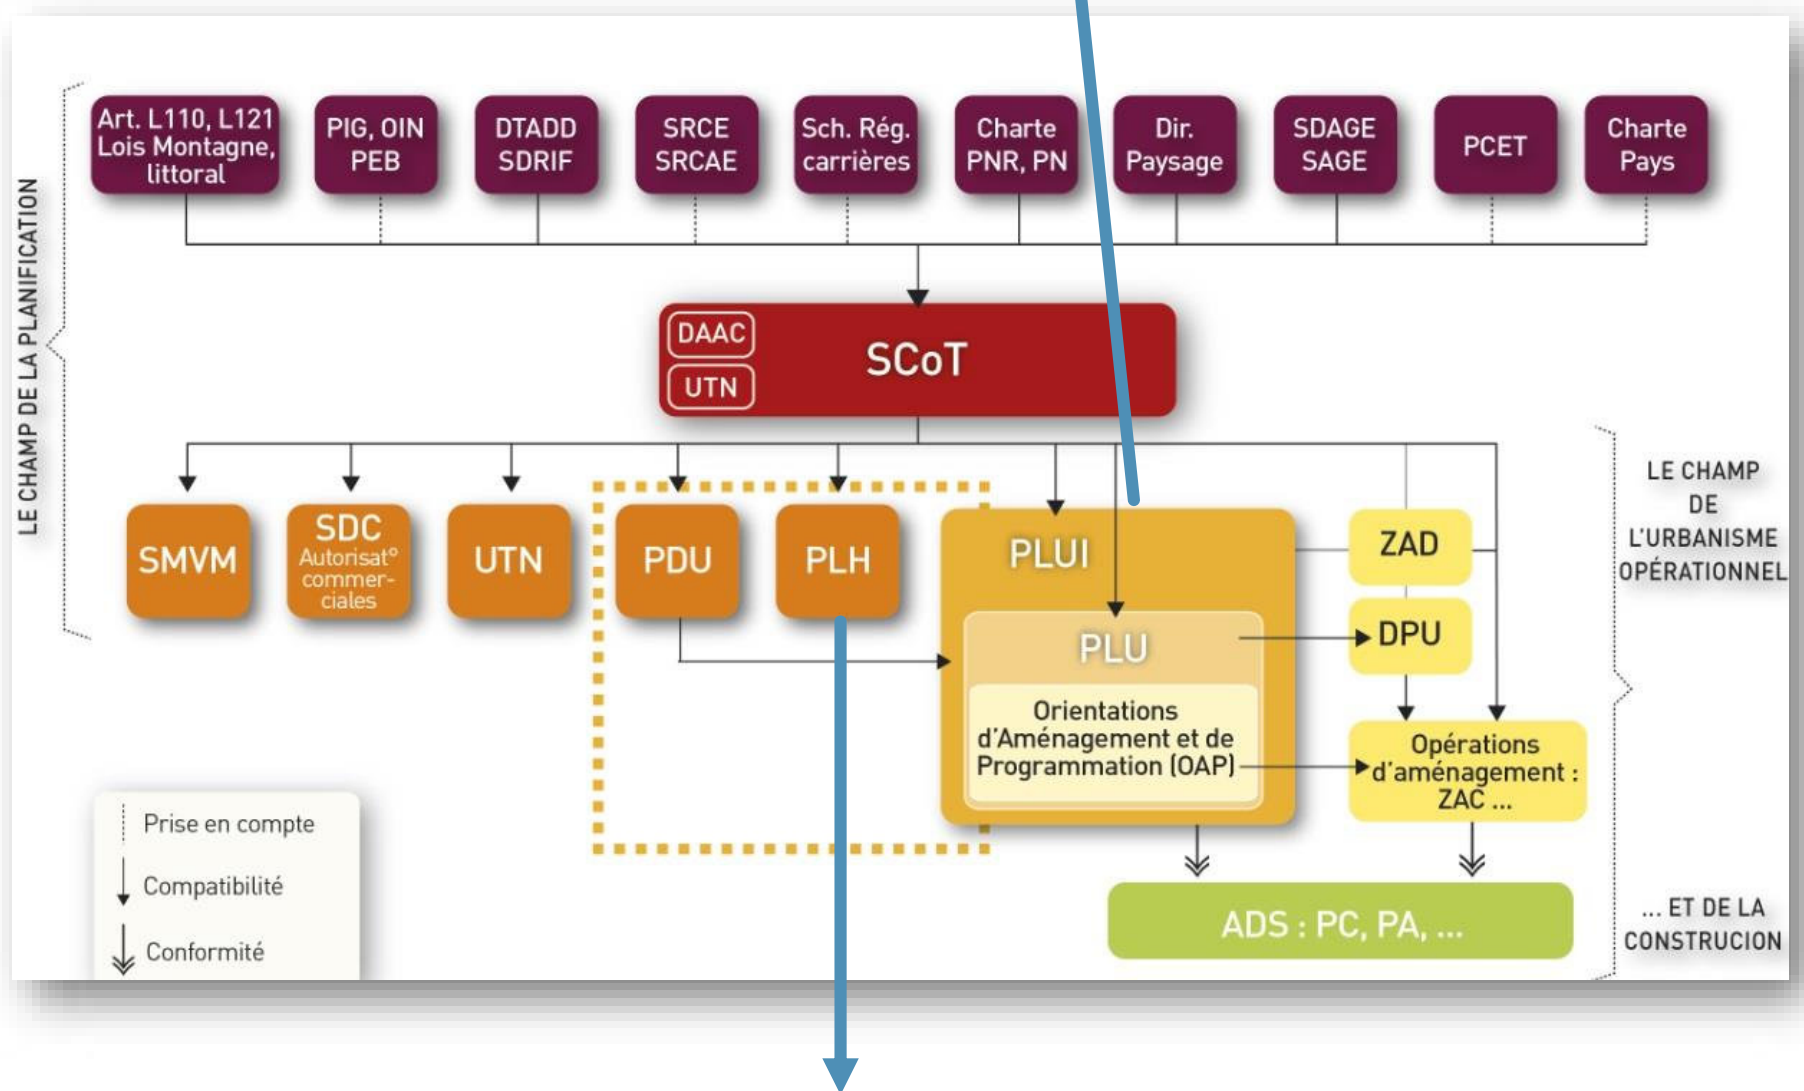 LE CHAMP DE LA PLANIFICATION
Art. L110, L121
Lois Montagne,
littoral
PIG, OIN
PEB
DTADD
SDRIF
SRCE
SRCAE
Sch. Rég.
carrières
Charte
PNR, PN
Dir.
Paysage
SDAGE
SAGE
PCET
Charte
Pays
DAAC
UTN
SCoT
SMVM
SDC
Autorisat°
commer-
ciales
UTN
PDU
PLH
PLUI
PLU
Orientations
d'Aménagement et de
Programmation (OAP)
ZAD
DPU
Opérations
d'aménagement :
ZAC ...
LE CHAMP
DE
L'URBANISME
OPÉRATIONNEL
ADS : PC, PA, ...
... ET DE LA
CONSTRUCION
Prise en compte
Compatibilité
Conformité